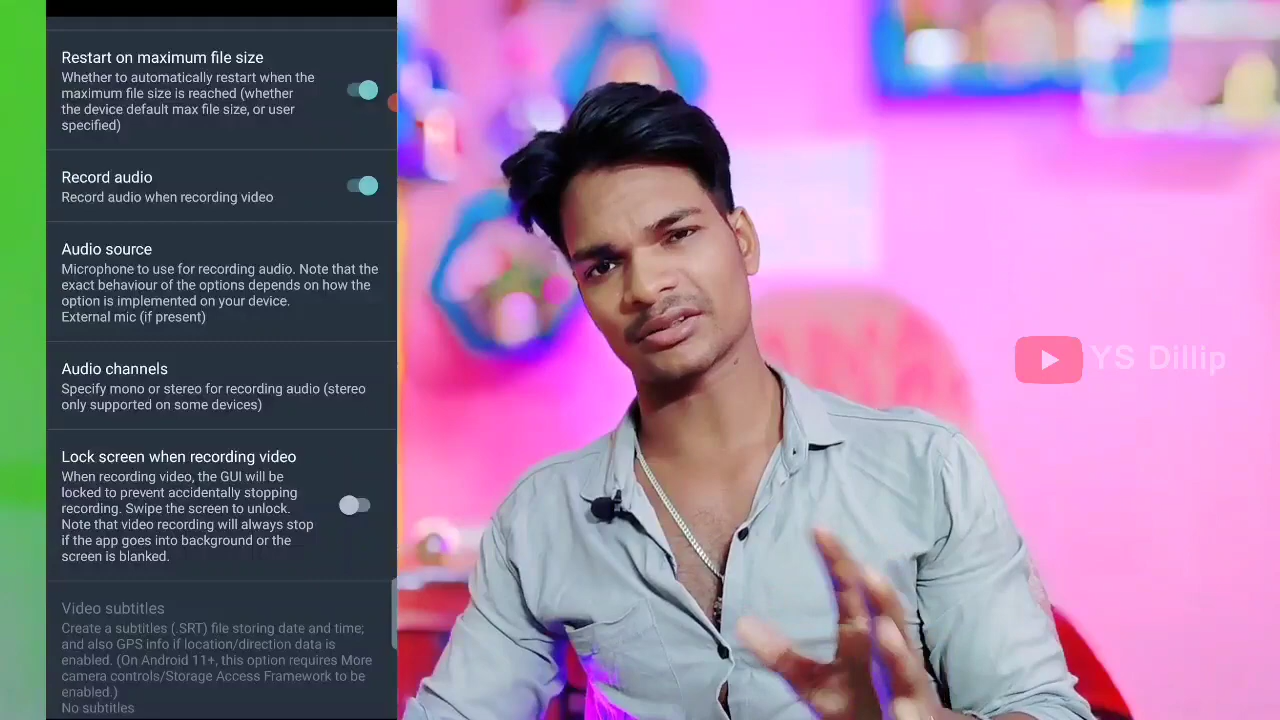 Restart on maximum file size
Whether to automatically restart when the
maximum file size is reached (whether
the device default max file size, or user
specified)
Record audio
Record audio when recording video
Audio source
Microphone to use for recording audio. Note that the
exact behaviour of the options depends on how the
option is implemented on your device.
External mic (if present)
Audio channels
Specify mono or stereo for recording audio (stereo
only supported on some devices)
Lock screen when recording video
When recording video, the GUI will be
locked to prevent accidentally stopping
recording. Swipe the screen to unlock.
Note that video recording will always stop
if the app goes into background or the
screen is blanked.
Video subtitles
Create a subtitles (.SRT) file storing date and time;
and also GPS info if location/direction data is
enabled. (On Android 11+, this option requires More
camera controls/Storage Access Framework to be
enabled.)
No subtitles
YS Dillip